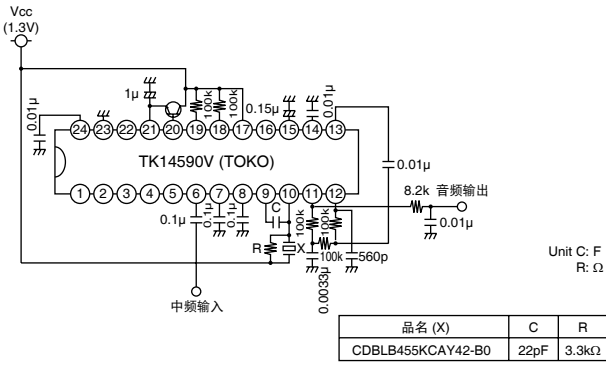 Vcc
(1.3V)
1μ
100k
100k
0.15μ
0.01μ
0.01μ
24 23 22 21 20 19 18 17 16 15 14 13
TK14590V (TOKO)
0.01μ
1 2 3 4 5 6 7 8 9 10 11 12
8.2k 音频输出
0.1μ
0.1μ
0.1μ
C
100k
100k
0.01μ
R
X
100k
560p
Unit C: F
R: Ω
0.0033μ
中频输入
品名 (X) C R
CDBLB455KCAY42-B0 22pF 3.3kΩ